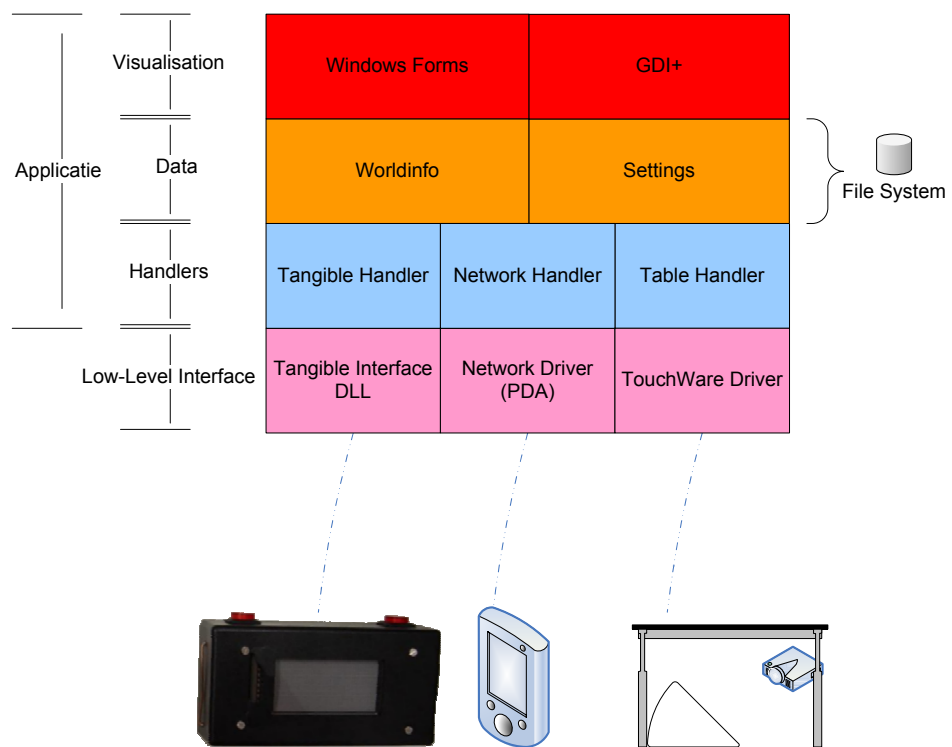 Visualisation
Windows Forms
GDI+
Applicatie
Data
Worldinfo
Settings
File System
Handlers
Tangible Handler
Network Handler
Table Handler
Low-Level Interface
Tangible Interface
DLL
Network Driver
(PDA)
TouchWare Driver